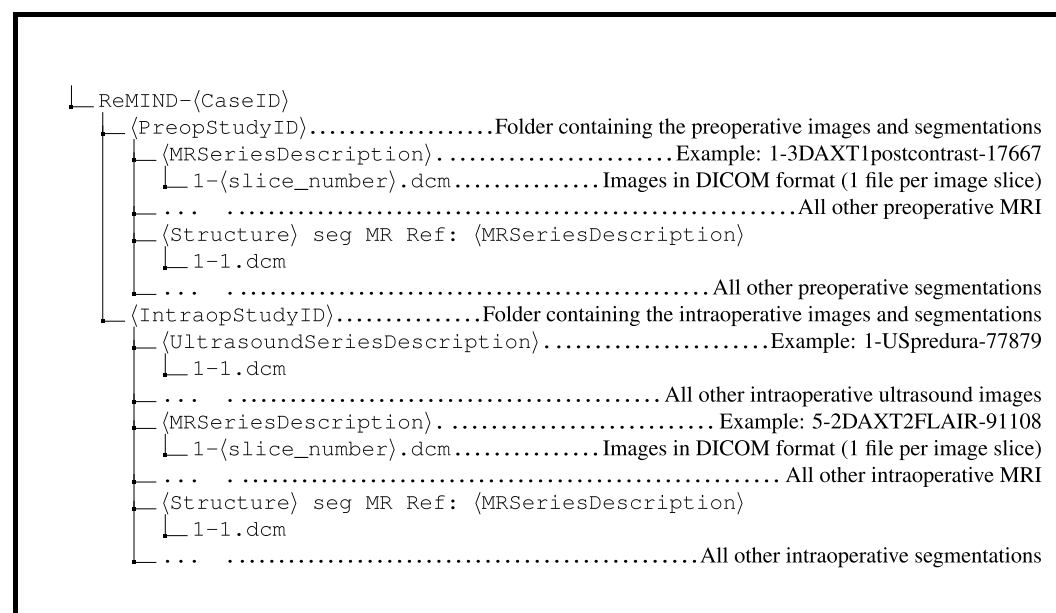 ReMIND-⟨CaseID⟩
⟨PreopStudyID⟩..................Folder containing the preoperative images and segmentations
⟨MRSeriesDescription⟩.......................Example: 1-3DAXT1postcontrast-17667
1-⟨slice_number⟩.dcm..............Images in DICOM format (1 file per image slice)
... .........................................................All other preoperative MRI
⟨Structure⟩ seg MR Ref: ⟨MRSeriesDescription⟩
1-1.dcm
... ................................................All other preoperative segmentations
⟨IntraopStudyID⟩..............Folder containing the intraoperative images and segmentations
⟨UltrasoundSeriesDescription⟩......................Example: 1-USpredura-77879
1-1.dcm
... ...........................................All other intraoperative ultrasound images
⟨MRSeriesDescription⟩...........................Example: 5-2DAXT2FLAIR-91108
1-⟨slice_number⟩.dcm..............Images in DICOM format (1 file per image slice)
... ......................................................All other intraoperative MRI
⟨Structure⟩ seg MR Ref: ⟨MRSeriesDescription⟩
1-1.dcm
... ...............................................All other intraoperative segmentations